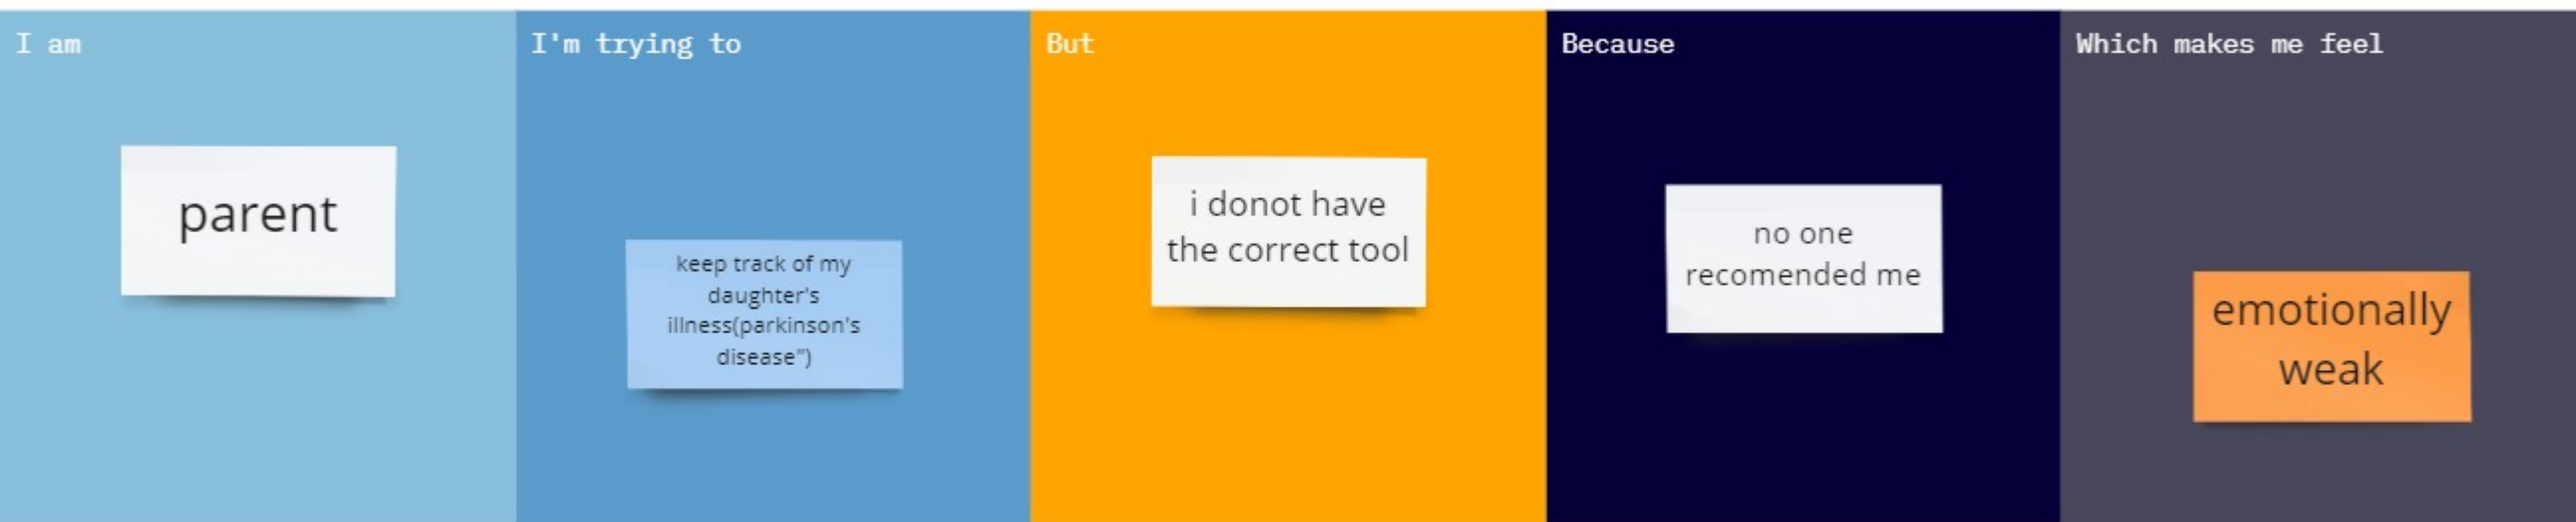 I am
parent
I'm trying to
keep track of my
daughter's
illness(parkinson's
disease")
But
i donot have
the correct tool
Because
no one
recomended me
Which makes me feel
emotionally
weak